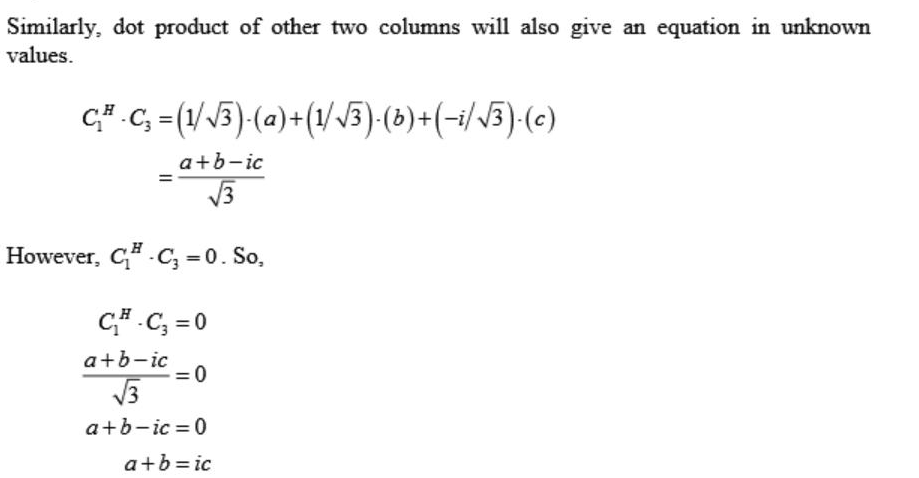 Similarly, dot product of other two columns will also give an equation in unknown
values.
C₁ᴴ · C₃ = (1/√3)·(a)+(1/√3)·(b)+(−i/√3)·(c)
= (a+b−ic)/√3
However, C₁ᴴ · C₃ = 0. So,
C₁ᴴ · C₃ = 0
(a+b−ic)/√3 = 0
a+b−ic = 0
a+b = ic